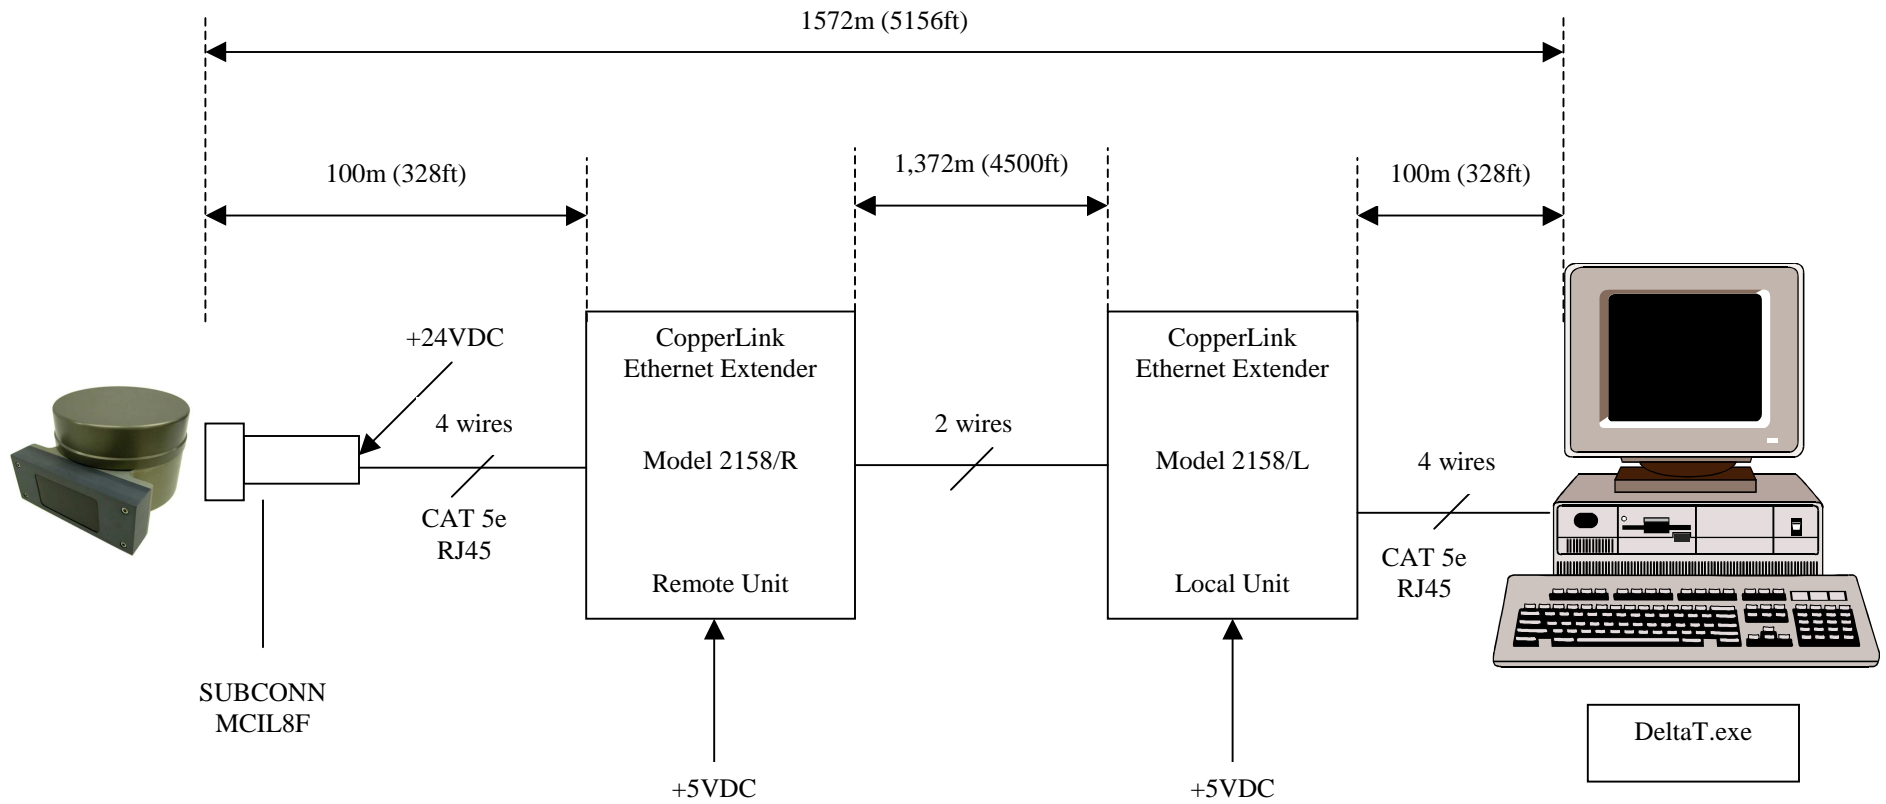 1572m (5156ft)
100m (328ft)
1,372m (4500ft)
100m (328ft)
+24VDC
4 wires
CAT 5e
RJ45
SUBCONN
MCIL8F
CopperLink
Ethernet Extender
Model 2158/R
Remote Unit
+5VDC
2 wires
CopperLink
Ethernet Extender
Model 2158/L
Local Unit
+5VDC
4 wires
CAT 5e
RJ45
DeltaT.exe